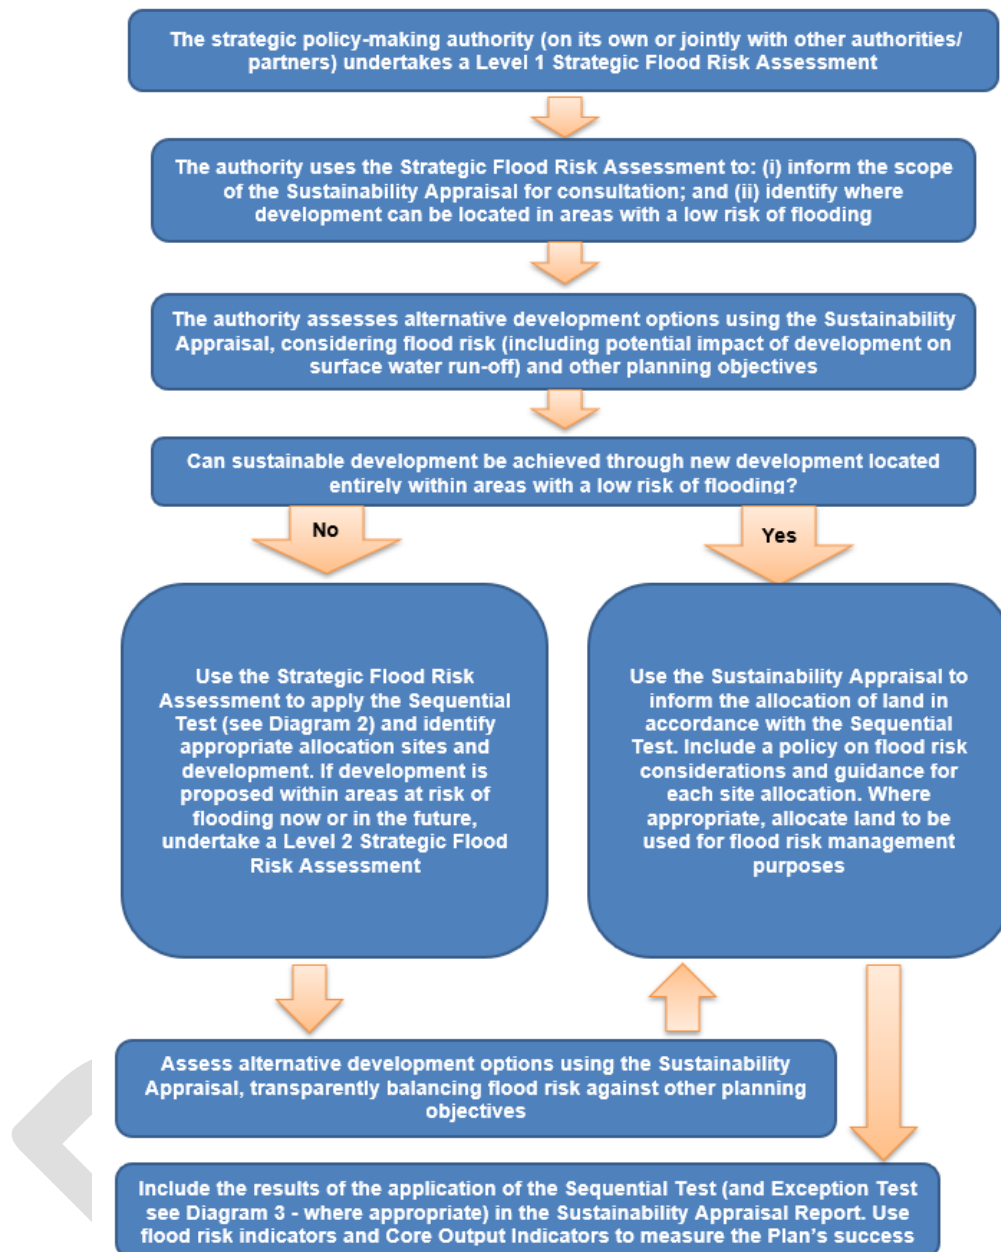 The strategic policy-making authority (on its own or jointly with other authorities/
partners) undertakes a Level 1 Strategic Flood Risk Assessment
The authority uses the Strategic Flood Risk Assessment to: (i) inform the scope
of the Sustainability Appraisal for consultation; and (ii) identify where
development can be located in areas with a low risk of flooding
The authority assesses alternative development options using the Sustainability
Appraisal, considering flood risk (including potential impact of development on
surface water run-off) and other planning objectives
Can sustainable development be achieved through new development located
entirely within areas with a low risk of flooding?
No
Yes
Use the Strategic Flood Risk
Assessment to apply the Sequential
Test (see Diagram 2) and identify
appropriate allocation sites and
development. If development is
proposed within areas at risk of
flooding now or in the future,
undertake a Level 2 Strategic Flood
Risk Assessment
Use the Sustainability Appraisal to
inform the allocation of land in
accordance with the Sequential
Test. Include a policy on flood risk
considerations and guidance for
each site allocation. Where
appropriate, allocate land to be
used for flood risk management
purposes
Assess alternative development options using the Sustainability
Appraisal, transparently balancing flood risk against other planning
objectives
Include the results of the application of the Sequential Test (and Exception Test
see Diagram 3 - where appropriate) in the Sustainability Appraisal Report. Use
flood risk indicators and Core Output Indicators to measure the Plan's success